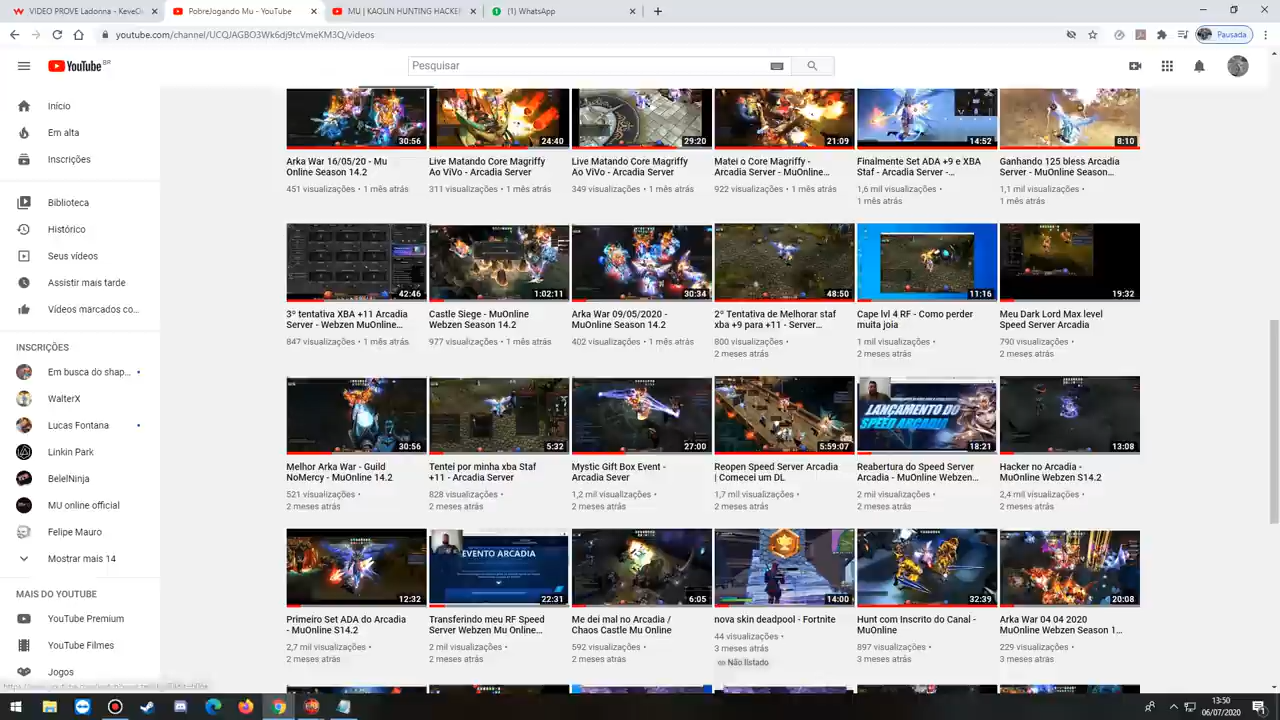 VIDEO PROVE Ladonna - KeveC
PobreJogando Mu - YouTube
MU | KAOLIN HUNTING HACKER
(1) WhatsApp
youtube.com/channel/UCQJAGBO3Wk6dj9tcVmeKM3Q/videos
Pausada
YouTube BR
Pesquisar
Início
Em alta
Inscrições
Biblioteca
Histórico
Seus vídeos
Assistir mais tarde
Vídeos marcados co...
INSCRIÇÕES
Em busca do shap...
WalterX
Lucas Fontana
Linkin Park
BelelNinja
MU online official
Felipe Mauro
Mostrar mais 14
MAIS DO YOUTUBE
YouTube Premium
YouTube Filmes
Jogos
30:56
Arka War 16/05/20 - Mu
Online Season 14.2
451 visualizações • 1 mês atrás
24:40
Live Matando Core Magriffy
Ao ViVo - Arcadia Server
311 visualizações • 1 mês atrás
29:20
Live Matando Core Magriffy
Ao ViVo - Arcadia Server
349 visualizações • 1 mês atrás
21:09
Matei o Core Magriffy -
Arcadia Server - MuOnline...
922 visualizações • 1 mês atrás
14:52
Finalmente Set ADA +9 e XBA
Staf - Arcadia Server -...
1,6 mil visualizações •
1 mês atrás
8:10
Ganhando 125 bless Arcadia
Server - MuOnline Season...
1,1 mil visualizações •
1 mês atrás
42:46
3º tentativa XBA +11 Arcadia
Server - Webzen MuOnline...
847 visualizações • 1 mês atrás
1:02:11
Castle Siege - MuOnline
Webzen Season 14.2
977 visualizações • 1 mês atrás
30:34
Arka War 09/05/2020 -
MuOnline Season 14.2
402 visualizações • 1 mês atrás
48:50
2º Tentativa de Melhorar staf
xba +9 para +11 - Server...
800 visualizações •
2 meses atrás
11:16
Cape lvl 4 RF - Como perder
muita joia
1 mil visualizações •
2 meses atrás
19:32
Meu Dark Lord Max level
Speed Server Arcadia
790 visualizações •
2 meses atrás
30:56
Melhor Arka War - Guild
NoMercy - MuOnline 14.2
521 visualizações •
2 meses atrás
5:32
Tentei por minha xba Staf
+11 - Arcadia Server
828 visualizações •
2 meses atrás
27:00
Mystic Gift Box Event -
Arcadia Sever
1,2 mil visualizações •
2 meses atrás
5:59:07
Reopen Speed Server Arcadia
| Comecei um DL
1,7 mil visualizações •
2 meses atrás
LANÇAMENTO DO
SPEED ARCADIA
18:21
Reabertura do Speed Server
Arcadia - MuOnline Webzen...
2 mil visualizações •
2 meses atrás
13:08
Hacker no Arcadia -
MuOnline Webzen S14.2
2,4 mil visualizações •
2 meses atrás
12:32
Primeiro Set ADA do Arcadia
- MuOnline S14.2
2,7 mil visualizações •
2 meses atrás
EVENTO ARCADIA
22:31
Transferindo meu RF Speed
Server Webzen Mu Online...
2 mil visualizações •
2 meses atrás
6:05
Me dei mal no Arcadia /
Chaos Castle Mu Online
592 visualizações •
2 meses atrás
14:00
nova skin deadpool - Fortnite
44 visualizações •
3 meses atrás
Não listado
32:39
Hunt com Inscrito do Canal -
MuOnline
897 visualizações •
3 meses atrás
20:08
Arka War 04 04 2020
MuOnline Webzen Season 1...
229 visualizações •
3 meses atrás
13:50
06/07/2020